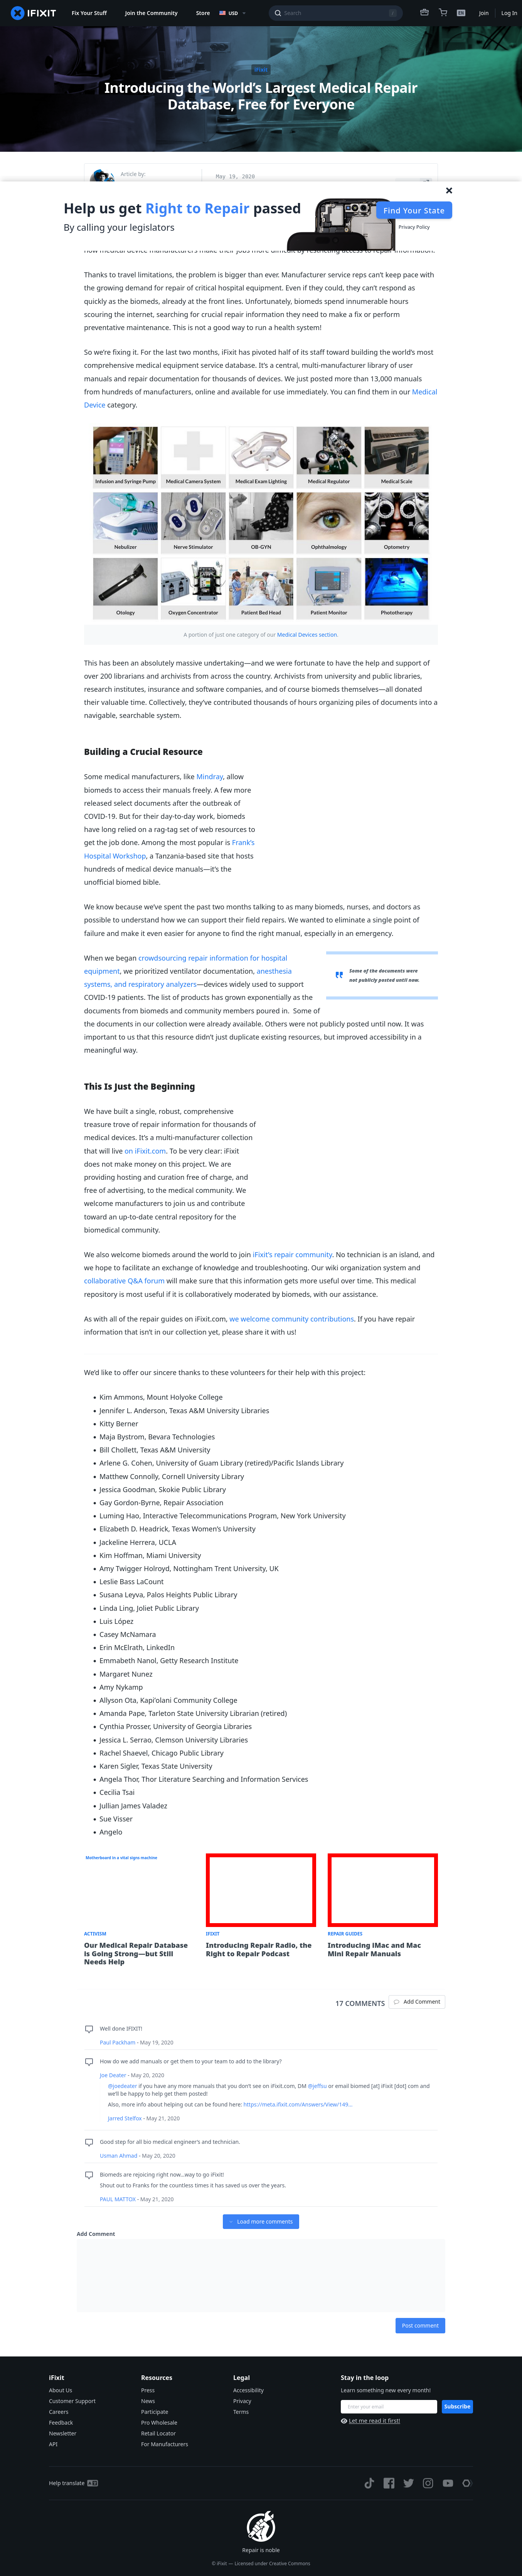 IFIXIT
Fix Your Stuff
Join the Community
Store
USD
Search
/
EN
Join
Log In
iFixit
Introducing the World's Largest Medical Repair
Database, Free for Everyone
Article by:
May 19, 2020
Help us get Right to Repair passed
By calling your legislators
Find Your State
Privacy Policy
how medical device manufacturers make their jobs more difficult by restricting access to repair information.
Thanks to travel limitations, the problem is bigger than ever. Manufacturer service reps can't keep pace with
the growing demand for repair of critical hospital equipment. Even if they could, they can't respond as
quickly as the biomeds, already at the front lines. Unfortunately, biomeds spend innumerable hours
scouring the internet, searching for crucial repair information they need to make a fix or perform
preventative maintenance. This is not a good way to run a health system!
So we're fixing it. For the last two months, iFixit has pivoted half of its staff toward building the world's most
comprehensive medical equipment service database. It's a central, multi-manufacturer library of user
manuals and repair documentation for thousands of devices. We just posted more than 13,000 manuals
from hundreds of manufacturers, online and available for use immediately. You can find them in our Medical
Device category.
Infusion and Syringe Pump
Medical Camera System
Medical Exam Lighting
Medical Regulator
Medical Scale
Nebulizer
Nerve Stimulator
OB-GYN
Ophthalmology
Optometry
Otology
Oxygen Concentrator
Patient Bed Head
Patient Monitor
Phototherapy
A portion of just one category of our Medical Devices section.
This has been an absolutely massive undertaking—and we were fortunate to have the help and support of
over 200 librarians and archivists from across the country. Archivists from university and public libraries,
research institutes, insurance and software companies, and of course biomeds themselves—all donated
their valuable time. Collectively, they've contributed thousands of hours organizing piles of documents into a
navigable, searchable system.
Building a Crucial Resource
Some medical manufacturers, like Mindray, allow
biomeds to access their manuals freely. A few more
released select documents after the outbreak of
COVID-19. But for their day-to-day work, biomeds
have long relied on a rag-tag set of web resources to
get the job done. Among the most popular is Frank's
Hospital Workshop, a Tanzania-based site that hosts
hundreds of medical device manuals—it's the
unofficial biomed bible.
We know because we've spent the past two months talking to as many biomeds, nurses, and doctors as
possible to understand how we can support their field repairs. We wanted to eliminate a single point of
failure and make it even easier for anyone to find the right manual, especially in an emergency.
When we began crowdsourcing repair information for hospital
equipment, we prioritized ventilator documentation, anesthesia
systems, and respiratory analyzers—devices widely used to support
COVID-19 patients. The list of products has grown exponentially as the
documents from biomeds and community members poured in. Some of
the documents in our collection were already available. Others were not publicly posted until now. It was
important to us that this resource didn't just duplicate existing resources, but improved accessibility in a
meaningful way.
Some of the documents were
not publicly posted until now.
This Is Just the Beginning
We have built a single, robust, comprehensive
treasure trove of repair information for thousands of
medical devices. It's a multi-manufacturer collection
that will live on iFixit.com. To be very clear: iFixit
does not make money on this project. We are
providing hosting and curation free of charge, and
free of advertising, to the medical community. We
welcome manufacturers to join us and contribute
toward an up-to-date central repository for the
biomedical community.
We also welcome biomeds around the world to join iFixit's repair community. No technician is an island, and
we hope to facilitate an exchange of knowledge and troubleshooting. Our wiki organization system and
collaborative Q&A forum will make sure that this information gets more useful over time. This medical
repository is most useful if it is collaboratively moderated by biomeds, with our assistance.
As with all of the repair guides on iFixit.com, we welcome community contributions. If you have repair
information that isn't in our collection yet, please share it with us!
We'd like to offer our sincere thanks to these volunteers for their help with this project:
• Kim Ammons, Mount Holyoke College
• Jennifer L. Anderson, Texas A&M University Libraries
• Kitty Berner
• Maja Bystrom, Bevara Technologies
• Bill Chollett, Texas A&M University
• Arlene G. Cohen, University of Guam Library (retired)/Pacific Islands Library
• Matthew Connolly, Cornell University Library
• Jessica Goodman, Skokie Public Library
• Gay Gordon-Byrne, Repair Association
• Luming Hao, Interactive Telecommunications Program, New York University
• Elizabeth D. Headrick, Texas Women's University
• Jackeline Herrera, UCLA
• Kim Hoffman, Miami University
• Amy Twigger Holroyd, Nottingham Trent University, UK
• Leslie Bass LaCount
• Susana Leyva, Palos Heights Public Library
• Linda Ling, Joliet Public Library
• Luis López
• Casey McNamara
• Erin McElrath, LinkedIn
• Emmabeth Nanol, Getty Research Institute
• Margaret Nunez
• Amy Nykamp
• Allyson Ota, Kapi'olani Community College
• Amanda Pape, Tarleton State University Librarian (retired)
• Cynthia Prosser, University of Georgia Libraries
• Jessica L. Serrao, Clemson University Libraries
• Rachel Shaevel, Chicago Public Library
• Karen Sigler, Texas State University
• Angela Thor, Thor Literature Searching and Information Services
• Cecilia Tsai
• Jullian James Valadez
• Sue Visser
• Angelo
Motherboard in a vital signs machine
ACTIVISM
Our Medical Repair Database
is Going Strong—but Still
Needs Help
IFIXIT
Introducing Repair Radio, the
Right to Repair Podcast
REPAIR GUIDES
Introducing iMac and Mac
Mini Repair Manuals
17 COMMENTS
Add Comment
Well done IFIXIT!
Paul Packham - May 19, 2020
How do we add manuals or get them to your team to add to the library?
Joe Deater - May 20, 2020
@joedeater if you have any more manuals that you don't see on iFixit.com, DM @jeffsu or email biomed [at] iFixit [dot] com and
we'll be happy to help get them posted!
Also, more info about helping out can be found here: https://meta.ifixit.com/Answers/View/149...
Jarred Stelfox - May 21, 2020
Good step for all bio medical engineer's and technician.
Usman Ahmad - May 20, 2020
Biomeds are rejoicing right now...way to go iFixit!
Shout out to Franks for the countless times it has saved us over the years.
PAUL MATTOX - May 21, 2020
Load more comments
Add Comment
Post comment
iFixit
About Us
Customer Support
Careers
Feedback
Newsletter
API
Resources
Press
News
Participate
Pro Wholesale
Retail Locator
For Manufacturers
Legal
Accessibility
Privacy
Terms
Stay in the loop
Learn something new every month!
Enter your email
Subscribe
Let me read it first!
Help translate
Repair is noble
© iFixit — Licensed under Creative Commons